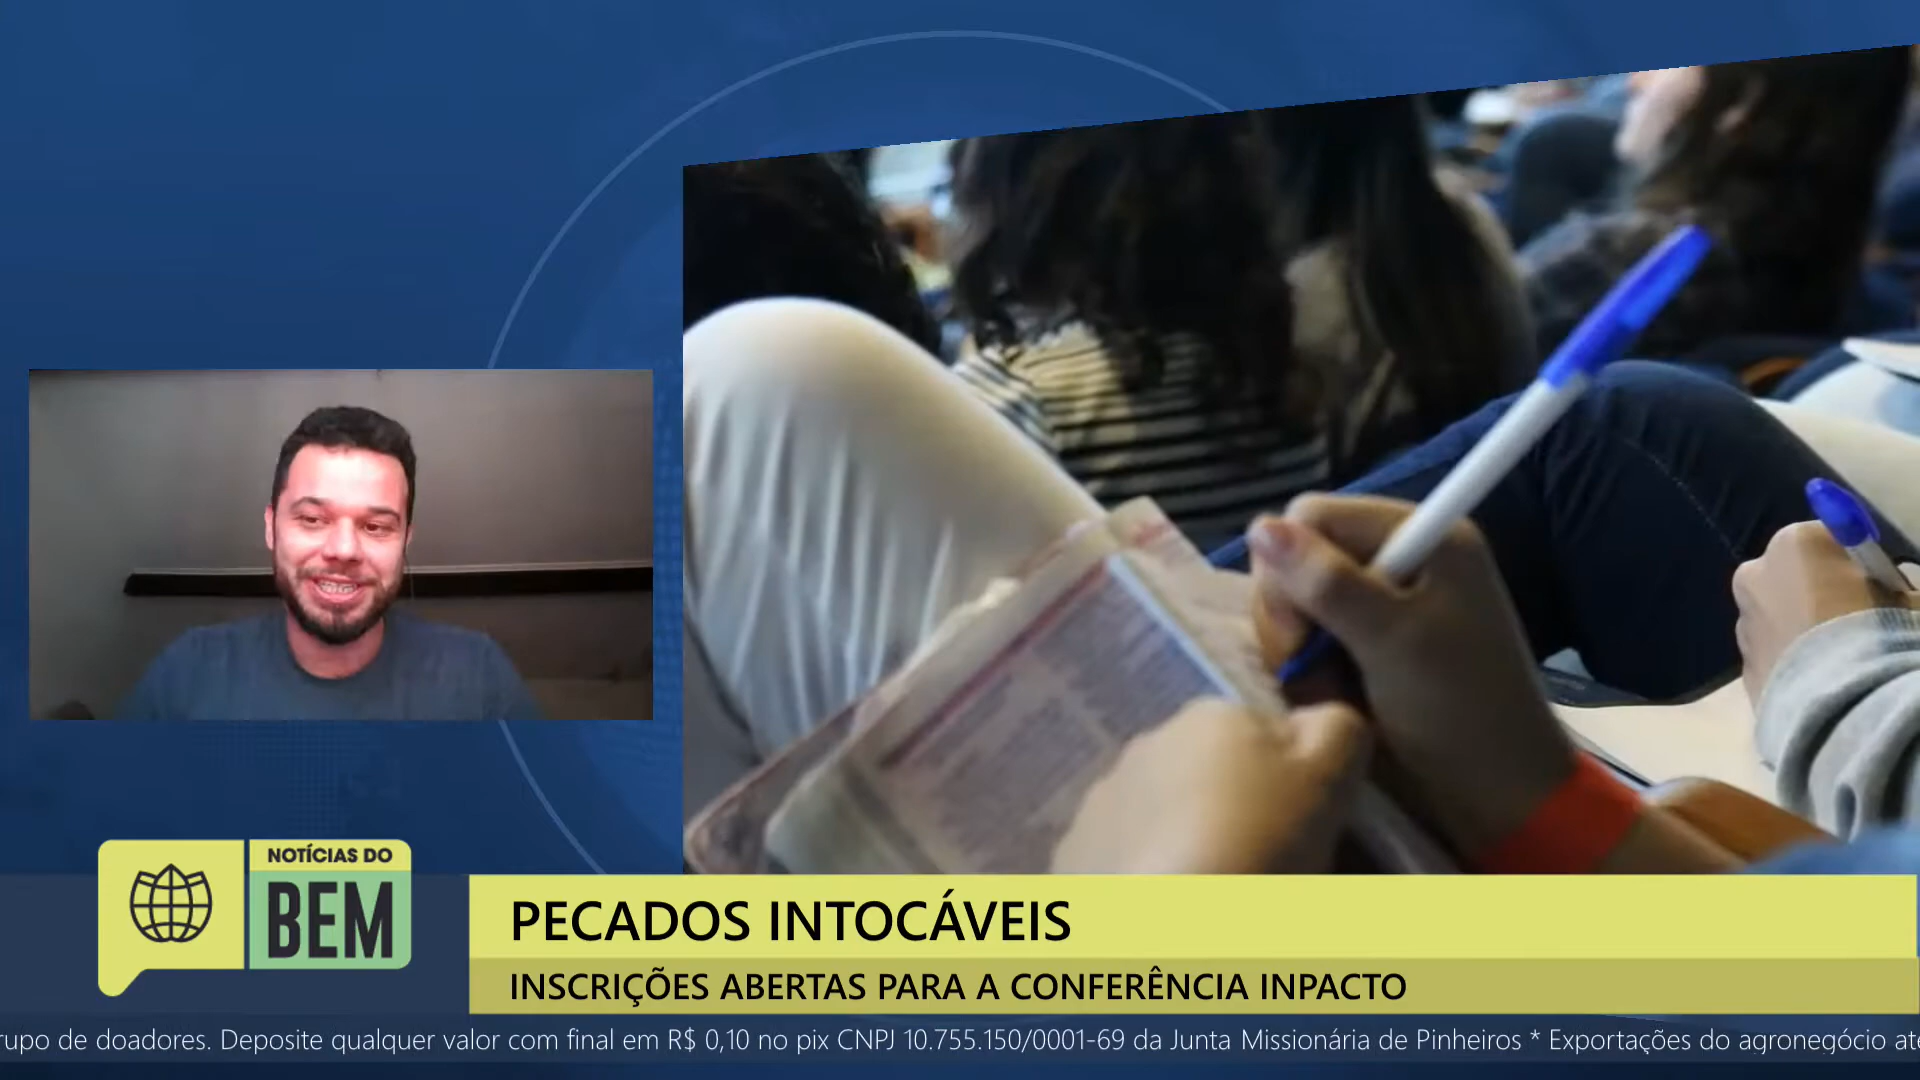 NOTÍCIAS DO
BEM
PECADOS INTOCÁVEIS
INSCRIÇÕES ABERTAS PARA A CONFERÊNCIA INPACTO
rupo de doadores. Deposite qualquer valor com final em R$ 0,10 no pix CNPJ 10.755.150/0001-69 da Junta Missionária de Pinheiros * Exportações do agronegócio até